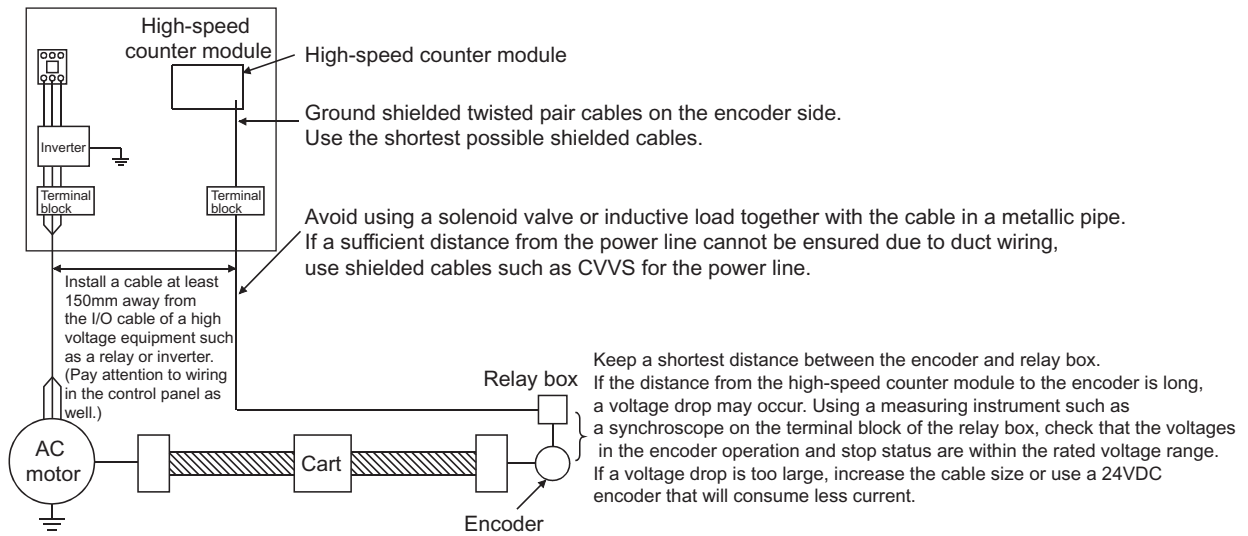 High-speed
counter module
High-speed counter module
Ground shielded twisted pair cables on the encoder side.
Use the shortest possible shielded cables.
Inverter
Terminal
block
Terminal
block
Avoid using a solenoid valve or inductive load together with the cable in a metallic pipe.
If a sufficient distance from the power line cannot be ensured due to duct wiring,
use shielded cables such as CVVS for the power line.
Install a cable at least
150mm away from
the I/O cable of a high
voltage equipment such
as a relay or inverter.
(Pay attention to wiring
in the control panel as
well.)
Relay box
Keep a shortest distance between the encoder and relay box.
If the distance from the high-speed counter module to the encoder is long,
a voltage drop may occur. Using a measuring instrument such as
a synchroscope on the terminal block of the relay box, check that the voltages
in the encoder operation and stop status are within the rated voltage range.
If a voltage drop is too large, increase the cable size or use a 24VDC
encoder that will consume less current.
AC
motor
Cart
Encoder